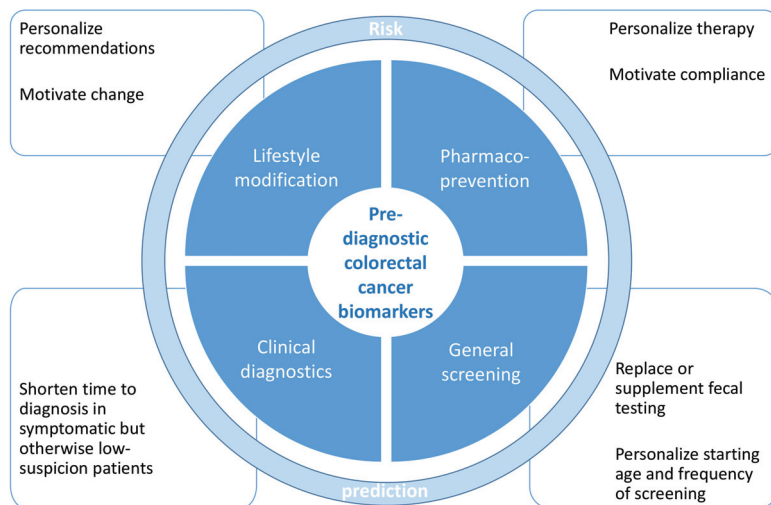 Personalize
recommendations
Motivate change
Risk
Personalize therapy
Motivate compliance
Lifestyle
modification
Pharmaco-
prevention
Pre-
diagnostic
colorectal
cancer
biomarkers
Clinical
diagnostics
General
screening
Shorten time to
diagnosis in
symptomatic but
otherwise low-
suspicion patients
Replace or
supplement fecal
testing
Personalize starting
age and frequency
of screening
prediction